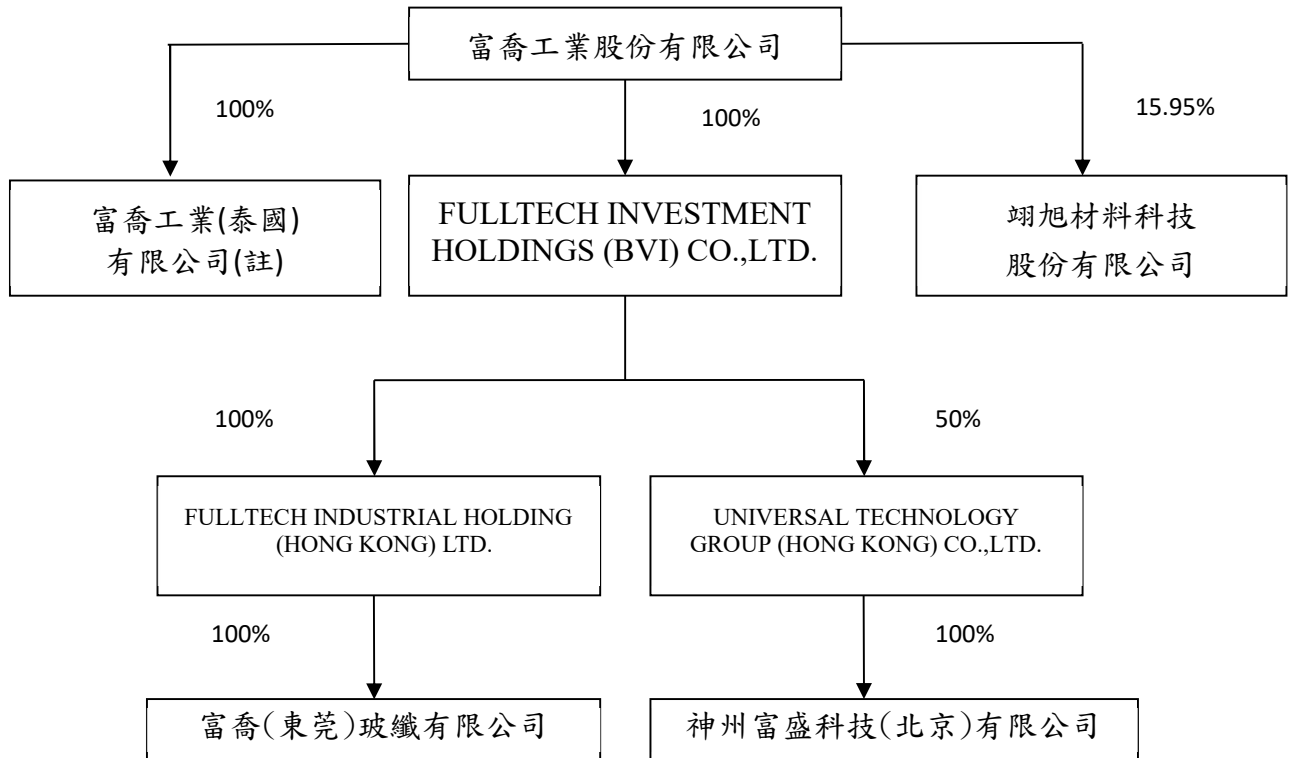 富喬工業股份有限公司
100%
100%
15.95%
富喬工業(泰國)
有限公司(註)
FULLTECH INVESTMENT
HOLDINGS (BVI) CO.,LTD.
翊旭材料科技
股份有限公司
100%
50%
FULLTECH INDUSTRIAL HOLDING
(HONG KONG) LTD.
UNIVERSAL TECHNOLOGY
GROUP (HONG KONG) CO.,LTD.
100%
100%
富喬(東莞)玻纖有限公司
神州富盛科技(北京)有限公司